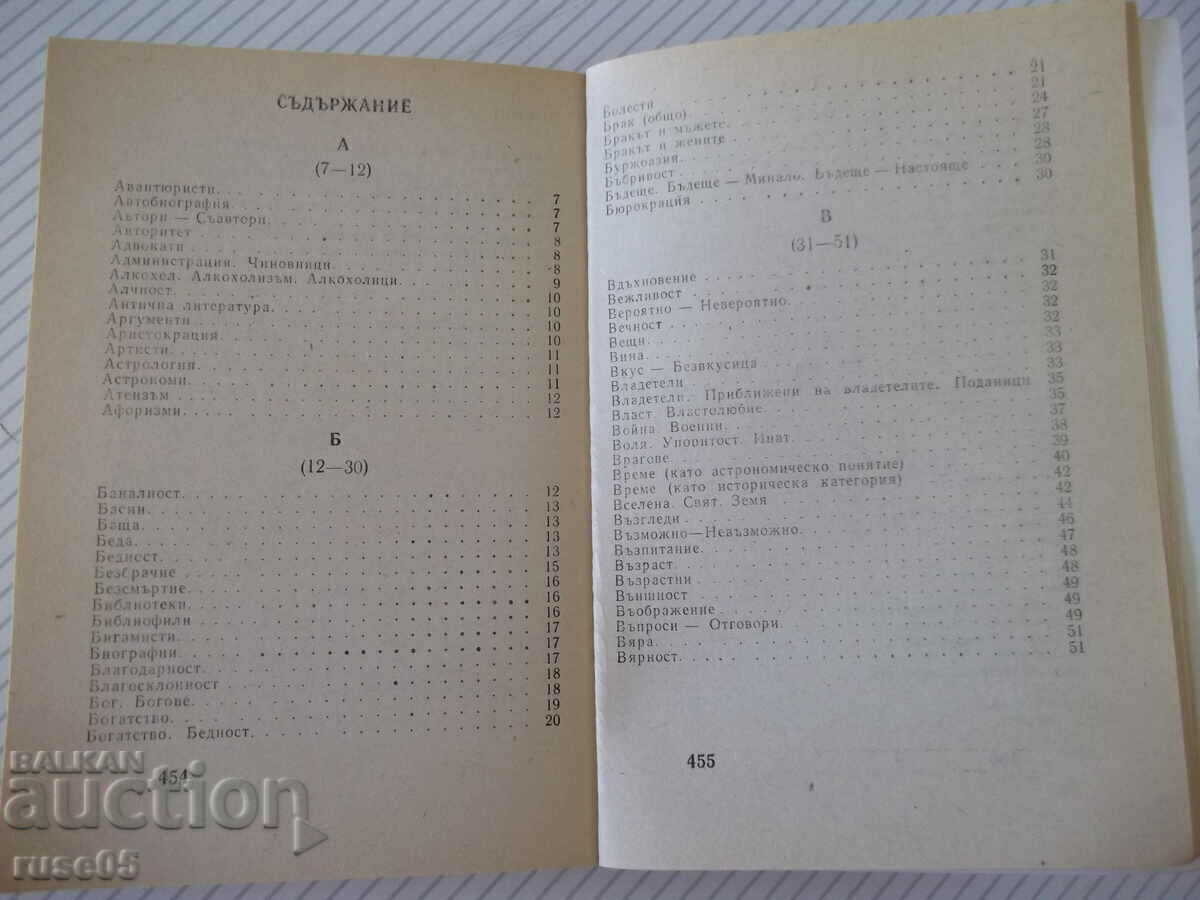 СЪДЪРЖАНИЕ
А
(7—12)
Авантюристи. 7
Автобиография. 7
Автори — Съавтори. 7
Авторитет 8
Адвокати 8
Администрация. Чиновници. 8
Алкохол. Алкохолизъм. Алкохолици. 9
Алчност. 10
Антична литература. 10
Аргументи 10
Аристокрация. 10
Артисти. 11
Астрология. 11
Астрономи. 11
Атеизъм 12
Афоризми. 12
Б
(12—30)
Баналност. 12
Басни. 13
Баща. 13
Беда. 13
Бедност. 13
Безбрачие 15
Безсмъртие 16
Библиотеки. 16
Библиофили 16
Бигамисти. 17
Биографии. 17
Благодарност. 17
Благосклонност 18
Бог. Богове. 18
Богатство. 19
Богатство. Бедност. 20
454
Болести 21
Брак (общо) 21
Бракът и мъжете. 24
Бракът и жените 27
Буржоазия. 28
Бъбривост 28
Бъдеще. Бъдеще — Минало. Бъдеще — Настояще 30
Бюрокрация 30
В
(31—51)
Вдъхновение 31
Вежливост 32
Вероятно — Невероятно. 32
Вечност 32
Вещи. 32
Вина. 33
Вкус — Безвкусица 33
Владетели 33
Владетели. Приближени на владетелите. Поданици 35
Власт. Властолюбие. 35
Война. Военни. 37
Воля. Упоритост. Инат. 38
Врагове. 39
Време (като астрономическо понятие) 40
Време (като историческа категория) 42
Вселена. Свят. Земя 42
Възгледи 44
Възможно—Невъзможно. 46
Възпитание. 47
Възраст. 48
Възрастни 48
Външност 49
Въображение 49
Въпроси — Отговори. 49
Вяра. 51
Вярност. 51
455
BALKAN
auction
ruse05